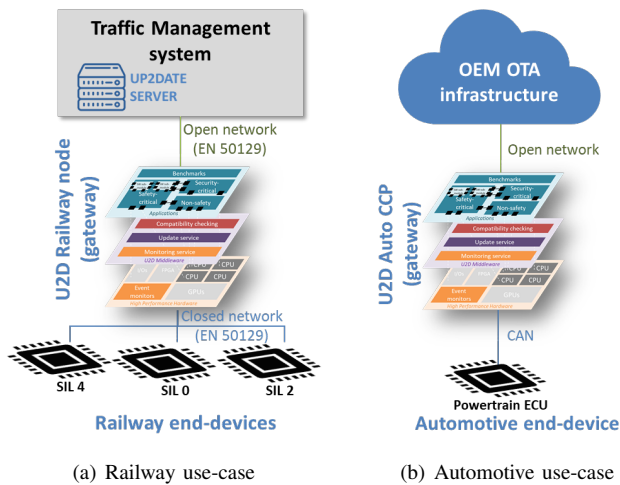 Traffic Management
system
UP2DATE
SERVER
Open network
(EN 50129)
U2D Railway node
(gateway)
Benchmarks
Safety-
critical
Security-
critical
Non-safety
Applications
Compatibility checking
Update service
Monitoring service
U2D Middleware
CPU
CPU
CPU
CPU
Event
monitors
GPUs
High Performance Hardware
Closed network
(EN 50129)
SIL 4
SIL 0
SIL 2
Railway end-devices
(a) Railway use-case
OEM OTA
infrastructure
Open network
U2D Auto CCP
(gateway)
Benchmarks
Safety-
critical
Security-
critical
Non-safety
Applications
Compatibility checking
Update service
Monitoring service
U2D Middleware
CPU
CPU
CPU
CPU
Event
monitors
GPUs
High Performance Hardware
CAN
Powertrain ECU
Automotive end-device
(b) Automotive use-case